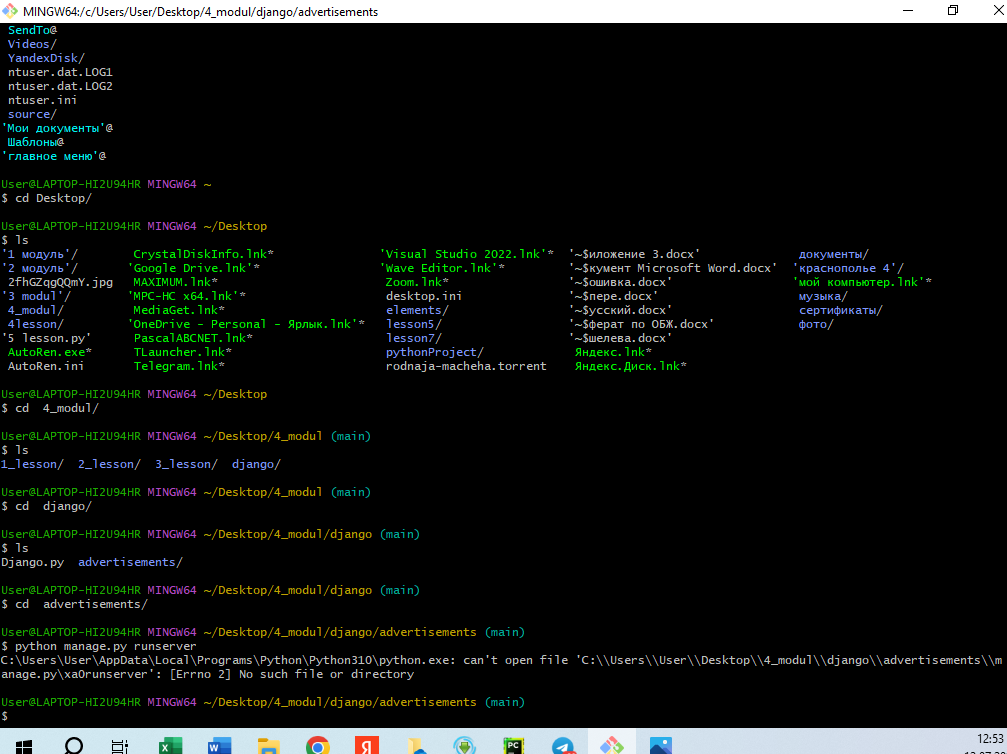 MINGW64:/c/Users/User/Desktop/4_modul/django/advertisements
SendTo@
Videos/
YandexDisk/
ntuser.dat.LOG1
ntuser.dat.LOG2
ntuser.ini
source/
'Мои документы'@
Шаблоны@
'главное меню'@
User@LAPTOP-HI2U94HR MINGW64 ~
$ cd Desktop/
User@LAPTOP-HI2U94HR MINGW64 ~/Desktop
$ ls
'1 модуль'/ CrystalDiskInfo.lnk* 'Visual Studio 2022.lnk'* '~$иложение 3.docx' документы/
'2 модуль'/ 'Google Drive.lnk'* 'Wave Editor.lnk'* '~$кумент Microsoft Word.docx' 'краснополье 4'/
2fhGZqgQQmY.jpg MAXIMUM.lnk* Zoom.lnk* '~$ошивка.docx' 'мой компьютер.lnk'*
'3 modul'/ 'MPC-HC x64.lnk'* desktop.ini '~$пере.docx' музыка/
4_modul/ MediaGet.lnk* elements/ '~$усский.docx' сертификаты/
4lesson/ 'OneDrive - Personal - Ярлык.lnk'* lesson5/ '~$ферат по ОБЖ.docx' фото/
'5 lesson.py' PascalABCNET.lnk* lesson7/ '~$шелева.docx'
AutoRen.exe* TLauncher.lnk* pythonProject/ Яндекс.lnk*
AutoRen.ini Telegram.lnk* rodnaja-macheha.torrent Яндекс.Диск.lnk*
User@LAPTOP-HI2U94HR MINGW64 ~/Desktop
$ cd  4_modul/
User@LAPTOP-HI2U94HR MINGW64 ~/Desktop/4_modul (main)
$ ls
1_lesson/ 2_lesson/ 3_lesson/ django/
User@LAPTOP-HI2U94HR MINGW64 ~/Desktop/4_modul (main)
$ cd  django/
User@LAPTOP-HI2U94HR MINGW64 ~/Desktop/4_modul/django (main)
$ ls
Django.py advertisements/
User@LAPTOP-HI2U94HR MINGW64 ~/Desktop/4_modul/django (main)
$ cd  advertisements/
User@LAPTOP-HI2U94HR MINGW64 ~/Desktop/4_modul/django/advertisements (main)
$ python manage.py runserver
C:\Users\User\AppData\Local\Programs\Python\Python310\python.exe: can't open file 'C:\\Users\\User\\Desktop\\4_modul\\django\\advertisements\\m
anage.py\xa0runserver': [Errno 2] No such file or directory
User@LAPTOP-HI2U94HR MINGW64 ~/Desktop/4_modul/django/advertisements (main)
$
12:53